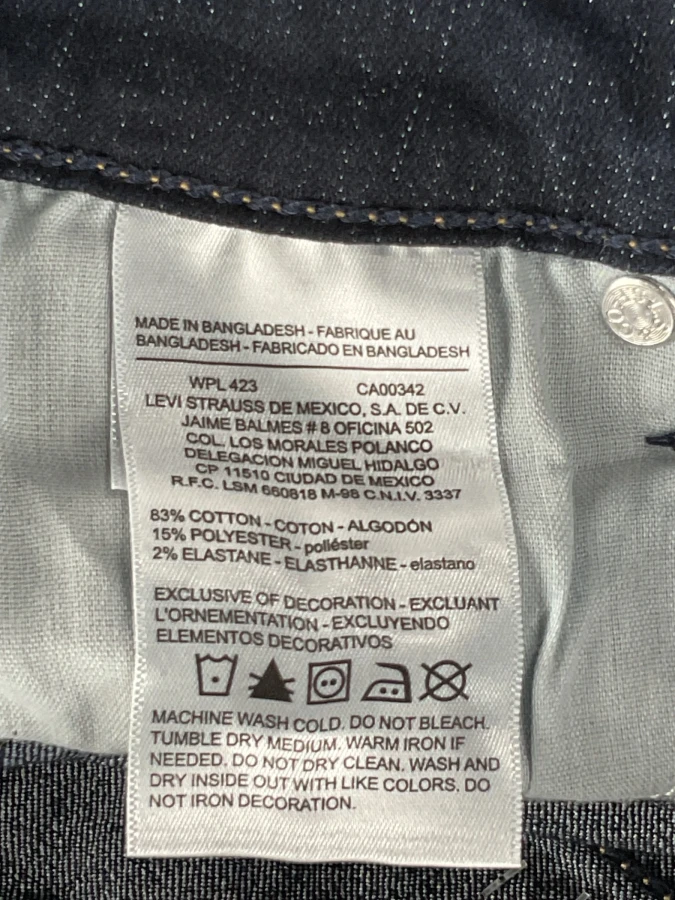 MADE IN BANGLADESH - FABRIQUE AU
BANGLADESH - FABRICADO EN BANGLADESH
WPL 423 CA00342
LEVI STRAUSS DE MEXICO, S.A. DE C.V.
JAIME BALMES # 8 OFICINA 502
COL. LOS MORALES POLANCO
DELEGACION MIGUEL HIDALGO
CP 11510 CIUDAD DE MEXICO
R.F.C. LSM 660818 M-98 C.N.I.V. 3337
83% COTTON - COTON - ALGODÓN
15% POLYESTER - poliéster
2% ELASTANE - ELASTHANNE - elastano
EXCLUSIVE OF DECORATION - EXCLUANT
L'ORNEMENTATION - EXCLUYENDO
ELEMENTOS DECORATIVOS
MACHINE WASH COLD. DO NOT BLEACH.
TUMBLE DRY MEDIUM. WARM IRON IF
NEEDED. DO NOT DRY CLEAN. WASH AND
DRY INSIDE OUT WITH LIKE COLORS. DO
NOT IRON DECORATION.